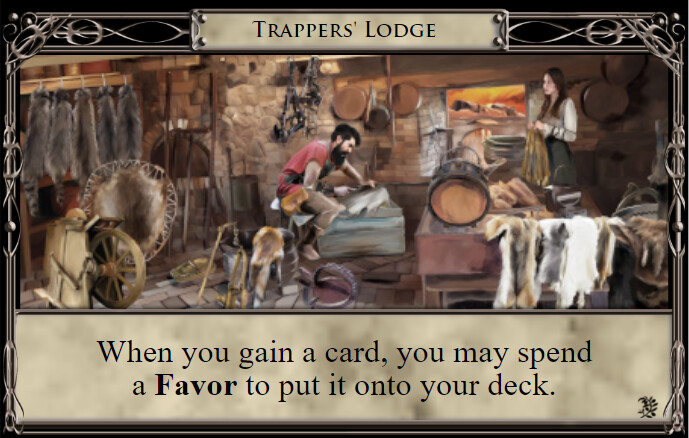 Trappers' Lodge
When you gain a card, you may spend
a Favor to put it onto your deck.